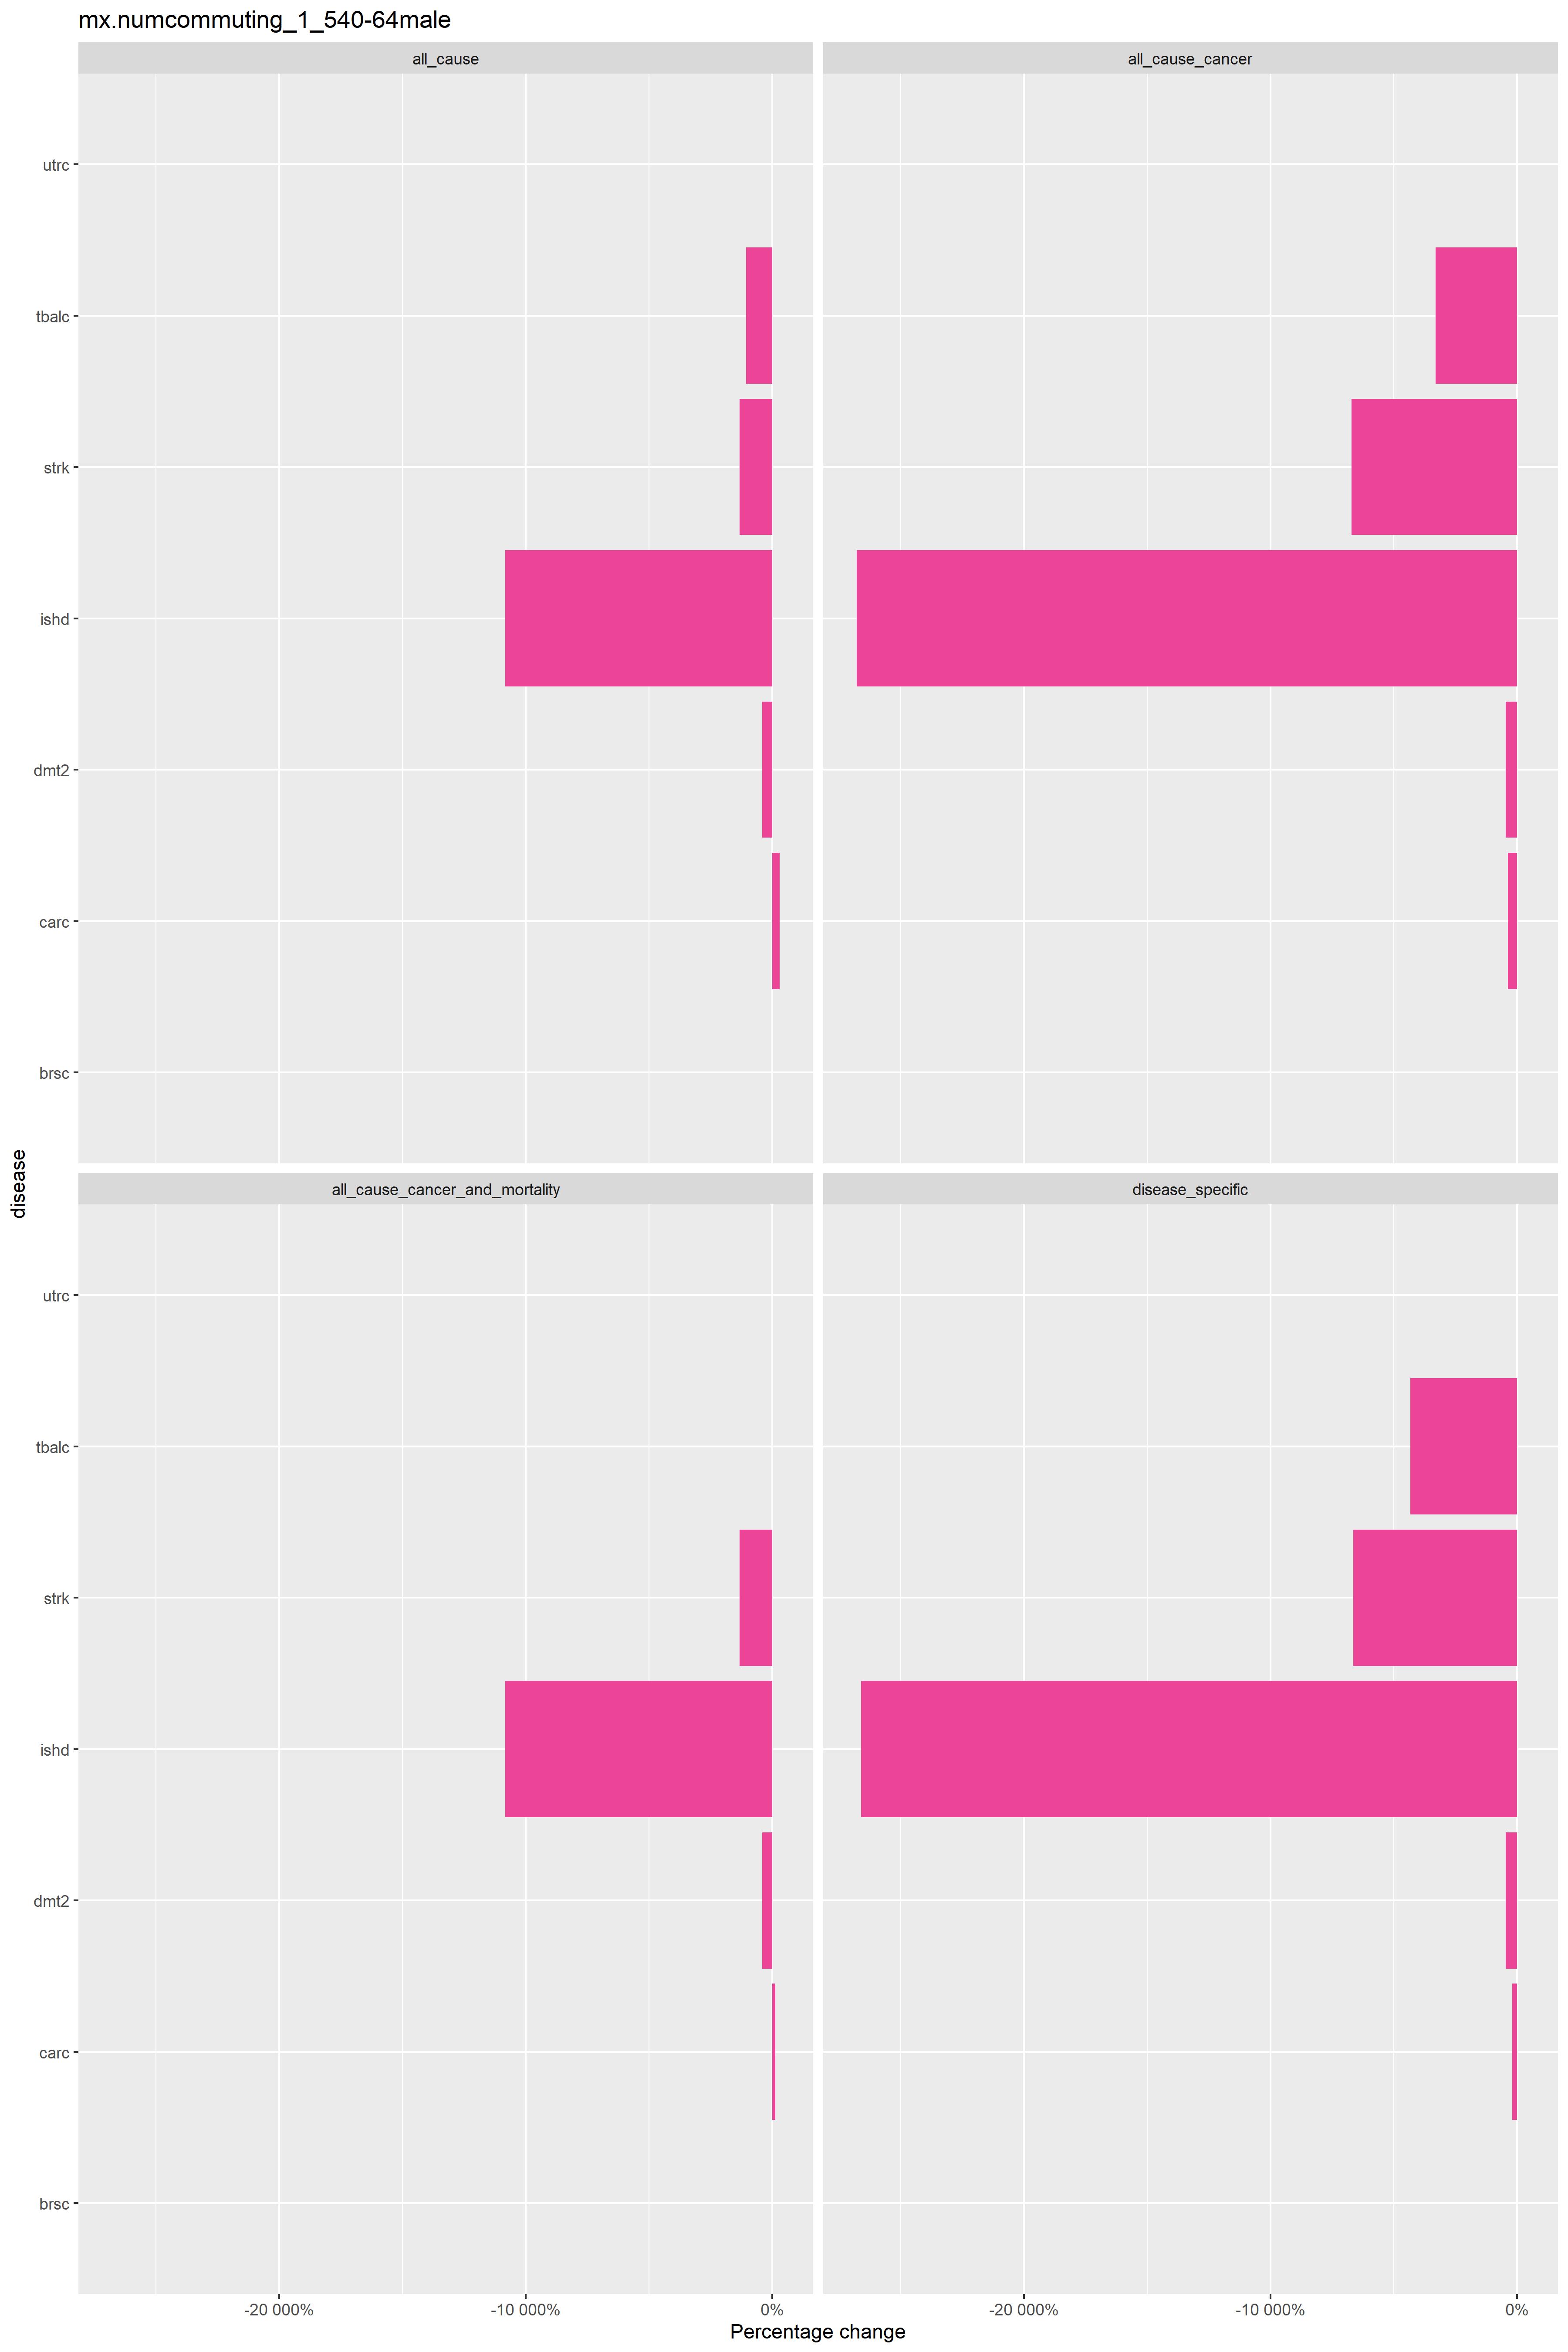 mx.numcommuting_1_540-64male
all_cause
all_cause_cancer
utrc
tbalc
strk
ishd
dmt2
carc
brsc
disease
all_cause_cancer_and_mortality
disease_specific
utrc
tbalc
strk
ishd
dmt2
carc
brsc
-20 000%
-10 000%
0%
-20 000%
-10 000%
0%
Percentage change